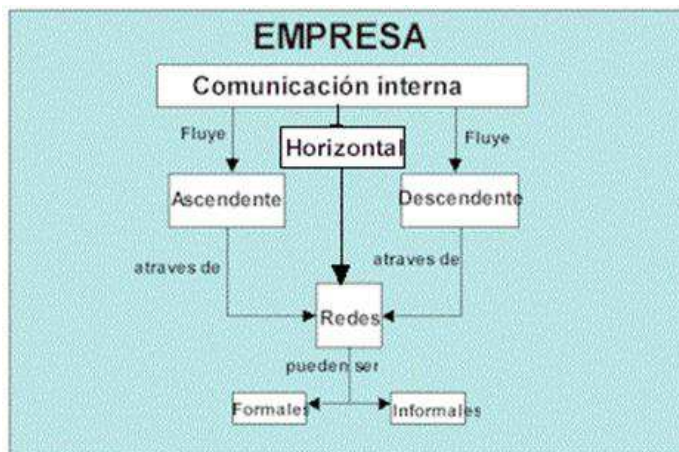 EMPRESA
Comunicación interna
Fluye
Horizontal
Fluye
Ascendente
Descendente
atraves de
atraves de
Redes
pueden ser
Formales
Informales